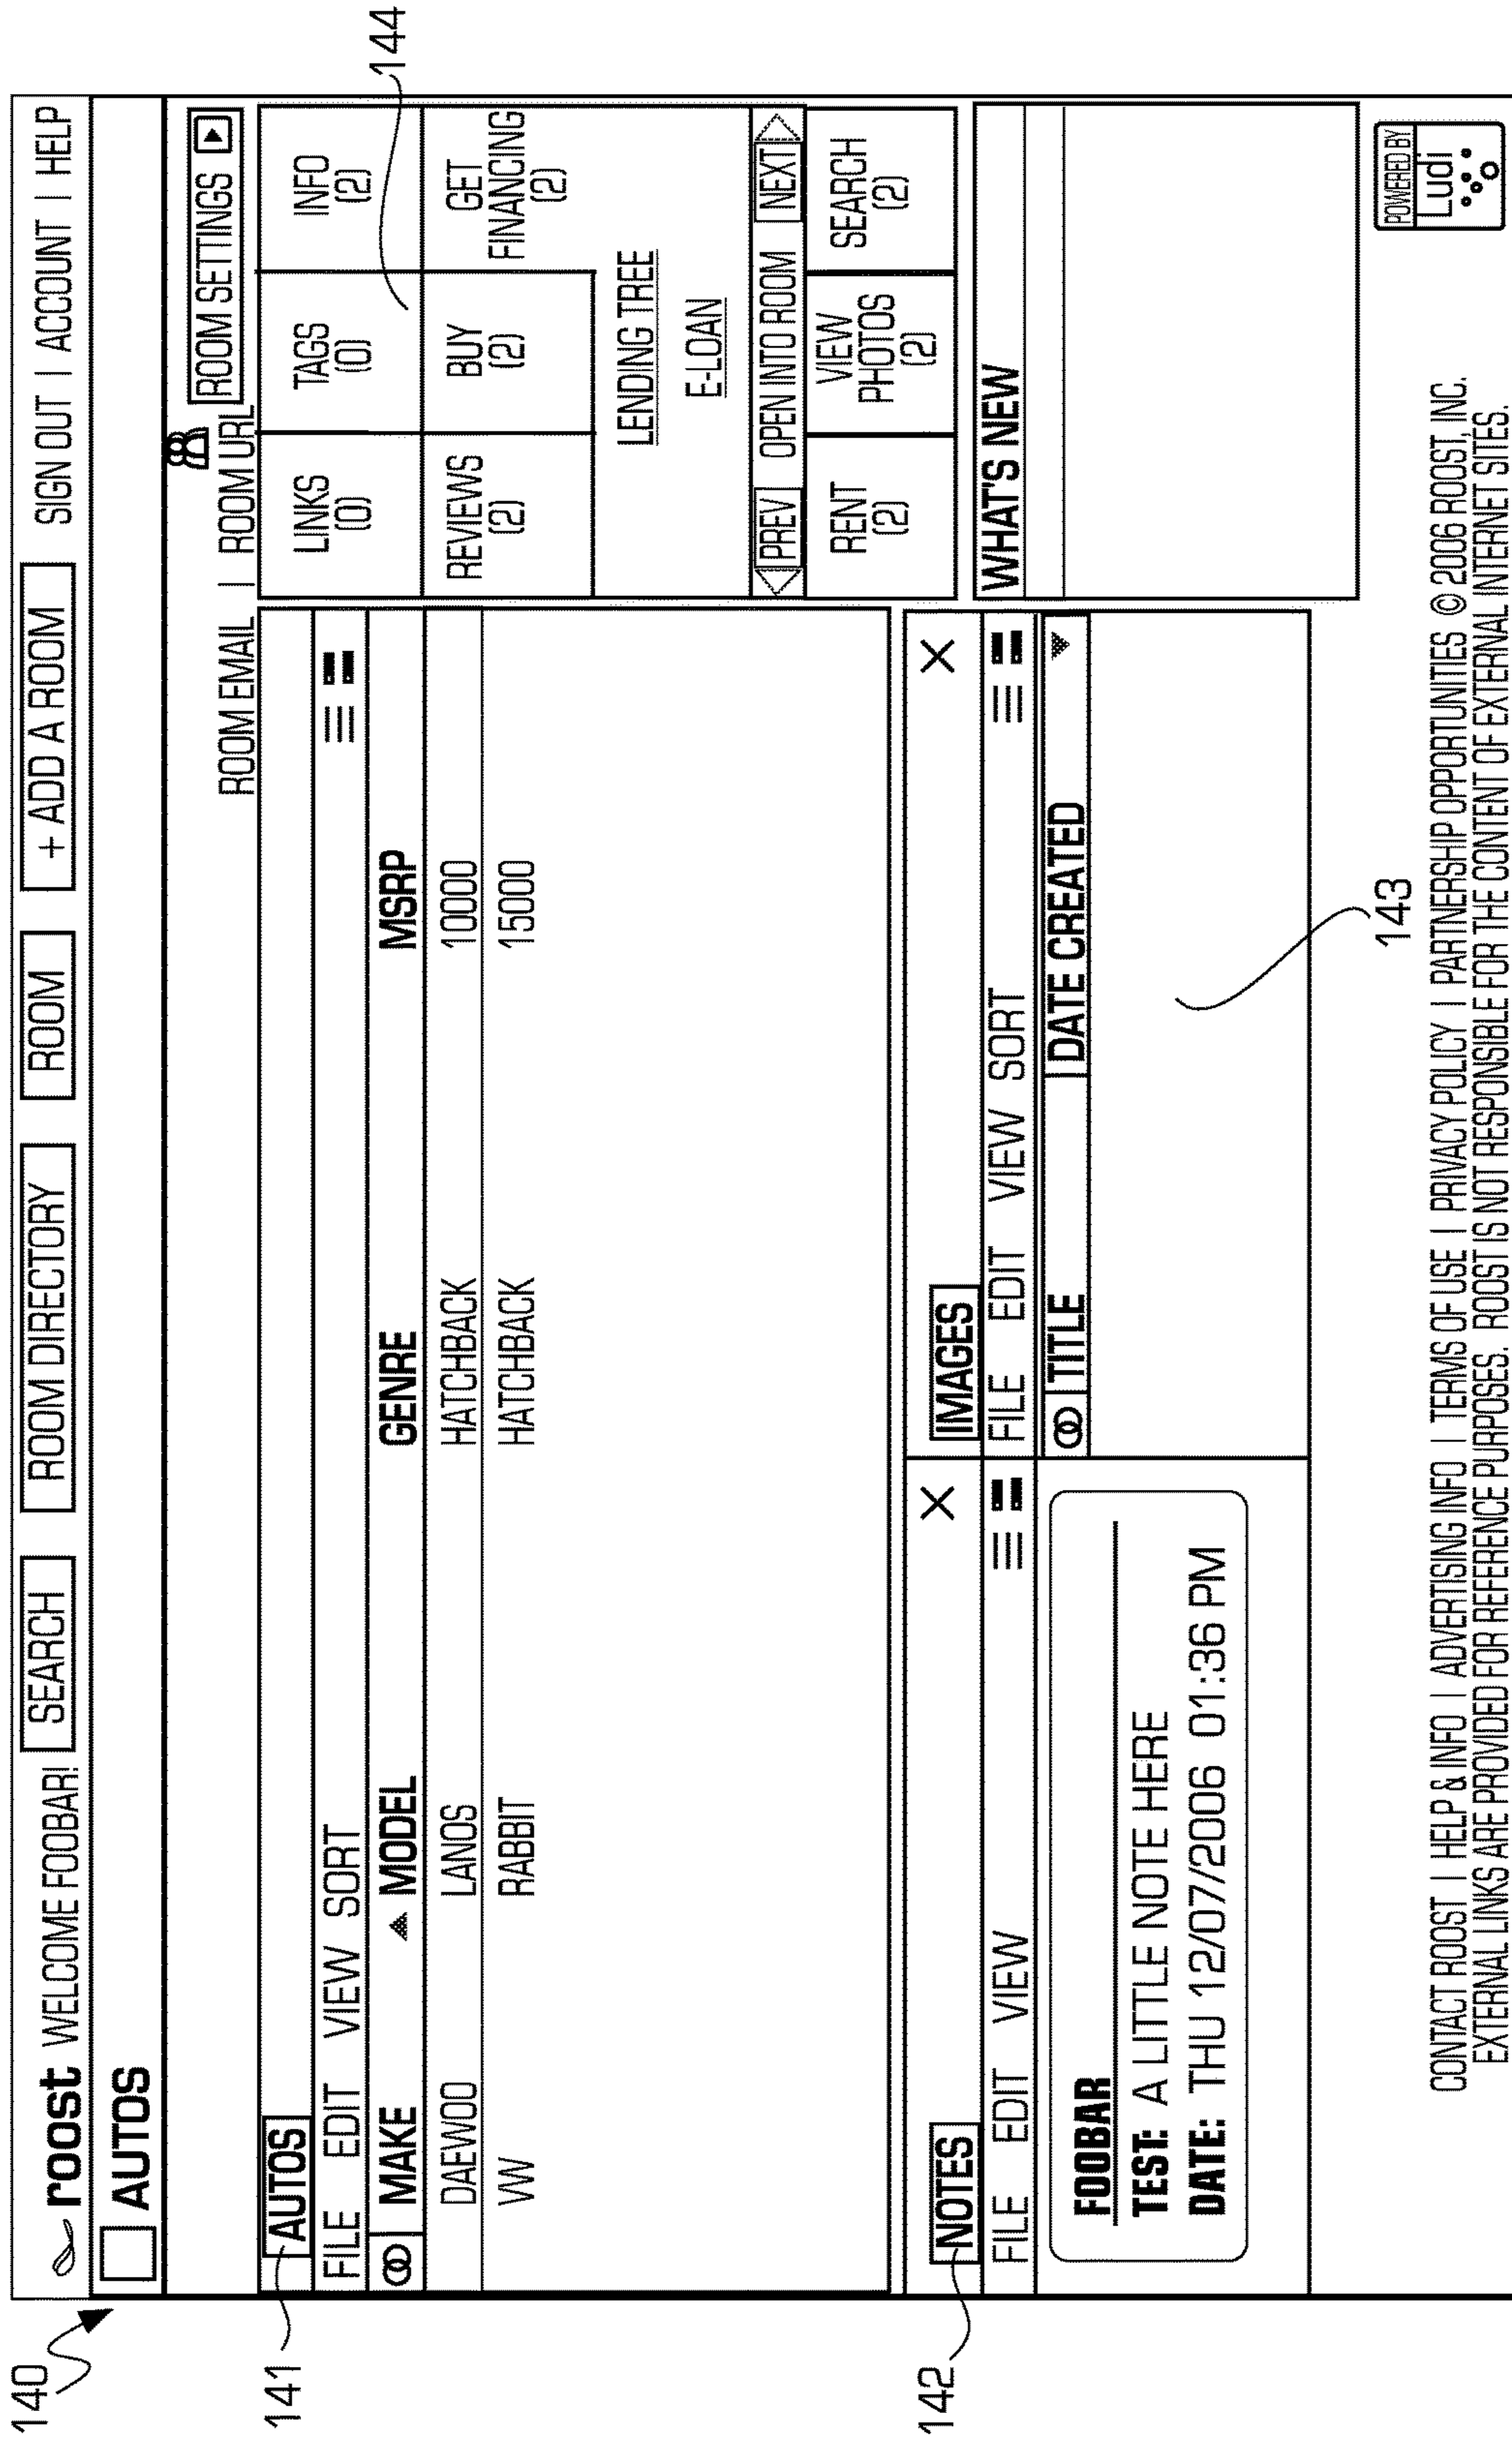 140
roost WELCOME FOOBAR! SEARCH ROOM DIRECTORY ROOM + ADD A ROOM SIGN OUT | ACCOUNT | HELP
AUTOS
ROOM SETTINGS
ROOM EMAIL | ROOM URL
141
AUTOS
FILE EDIT VIEW SORT
MAKE MODEL GENRE MSRP
DAEWOO LANOS HATCHBACK 10000
VW RABBIT HATCHBACK 15000
LINKS (0)
TAGS (0)
INFO (2)
144
REVIEWS (2)
BUY (2)
GET FINANCING (2)
LENDING TREE
E-LOAN
PREV OPEN INTO ROOM NEXT
RENT (2)
VIEW PHOTOS (2)
SEARCH (2)
142
NOTES X
FILE EDIT VIEW
FOOBAR
TEST: A LITTLE NOTE HERE
DATE: THU 12/07/2006 01:36 PM
IMAGES X
FILE EDIT VIEW SORT
TITLE DATE CREATED
143
WHAT'S NEW
POWERED BY
Ludi
CONTACT ROOST | HELP & INFO | ADVERTISING INFO | TERMS OF USE | PRIVACY POLICY | PARTNERSHIP OPPORTUNITIES © 2006 ROOST, INC.
EXTERNAL LINKS ARE PROVIDED FOR REFERENCE PURPOSES. ROOST IS NOT RESPONSIBLE FOR THE CONTENT OF EXTERNAL INTERNET SITES.